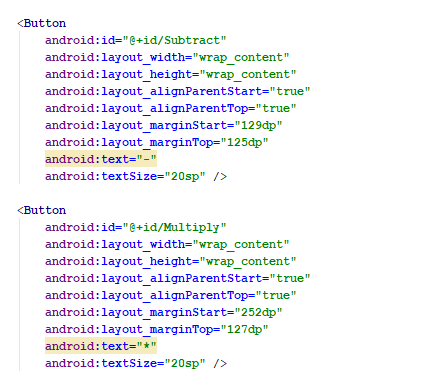 <Button
android:id="@+id/Subtract"
android:layout_width="wrap_content"
android:layout_height="wrap_content"
android:layout_alignParentStart="true"
android:layout_alignParentTop="true"
android:layout_marginStart="129dp"
android:layout_marginTop="125dp"
android:text="-"
android:textSize="20sp" />
<Button
android:id="@+id/Multiply"
android:layout_width="wrap_content"
android:layout_height="wrap_content"
android:layout_alignParentStart="true"
android:layout_alignParentTop="true"
android:layout_marginStart="252dp"
android:layout_marginTop="127dp"
android:text="*"
android:textSize="20sp" />